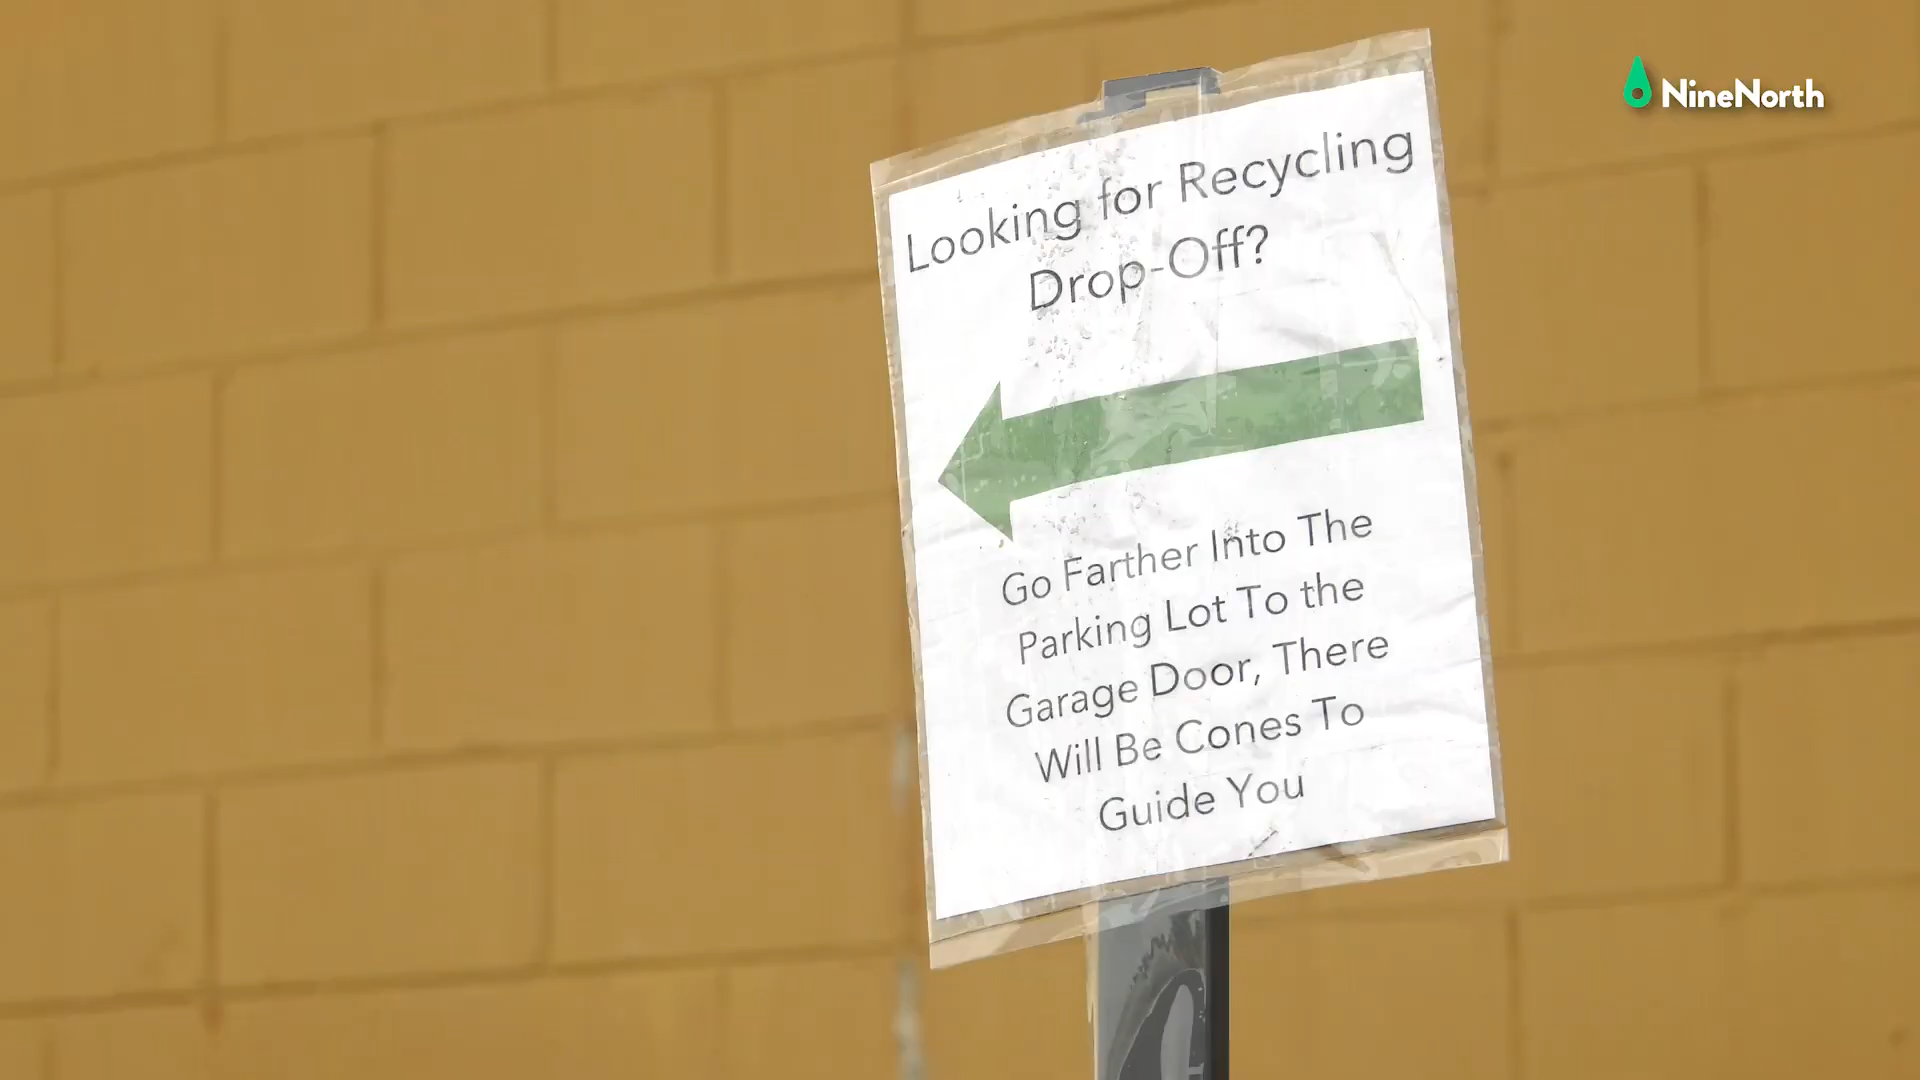 NineNorth
Looking for Recycling
Drop-Off?
Go Farther Into The
Parking Lot To the
Garage Door, There
Will Be Cones To
Guide You